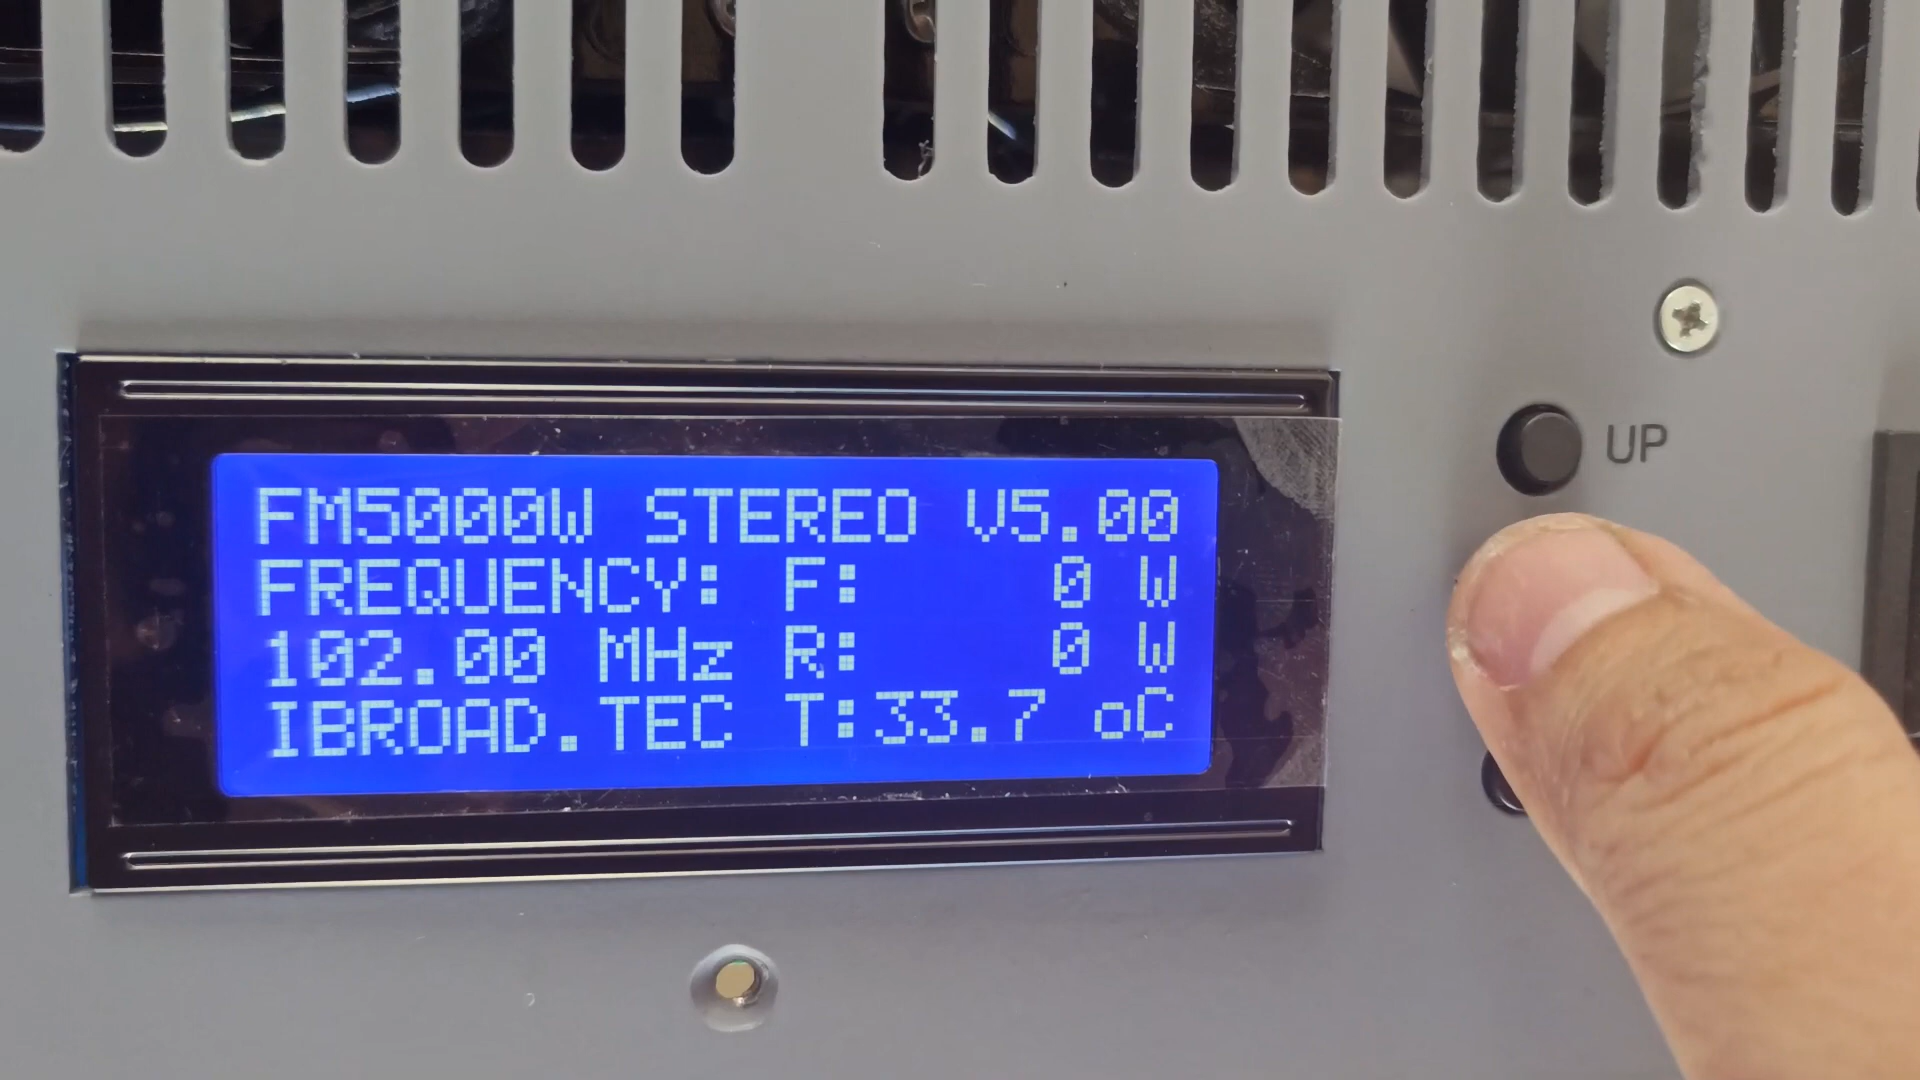 FM5000W STEREO V5.00
FREQUENCY: F: 0 W
102.00 MHz R: 0 W
IBROAD.TEC T:33.7 oC
UP